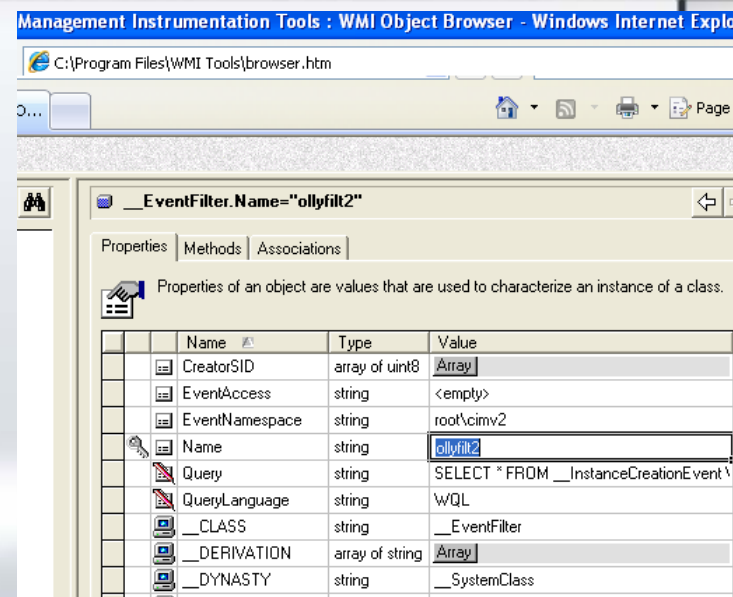 Management Instrumentation Tools : WMI Object Browser - Windows Internet Explo
C:\Program Files\WMI Tools\browser.htm
Page
__EventFilter.Name="ollyfilt2"
Properties Methods Associations
Properties of an object are values that are used to characterize an instance of a class.
Name Type Value
CreatorSID array of uint8 Array
EventAccess string <empty>
EventNamespace string root\cimv2
Name string ollyfilt2
Query string SELECT * FROM __InstanceCreationEvent
QueryLanguage string WQL
__CLASS string __EventFilter
__DERIVATION array of string Array
__DYNASTY string __SystemClass